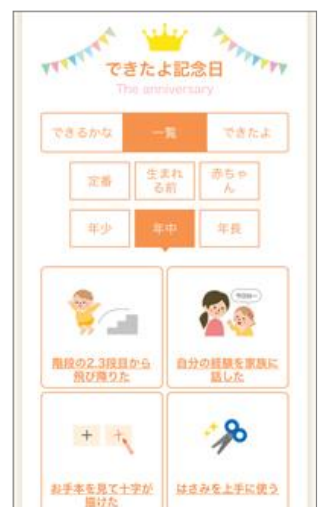 できたよ記念日
The anniversary
できるかな 一覧 できたよ
定番 生まれ
る前 赤ちゃ
ん
年少 年中 年長
階段の2,3段目から
飛び降りた
自分の経験を家族に
話した
お手本を見て十字が
描けた
はさみを上手に使う